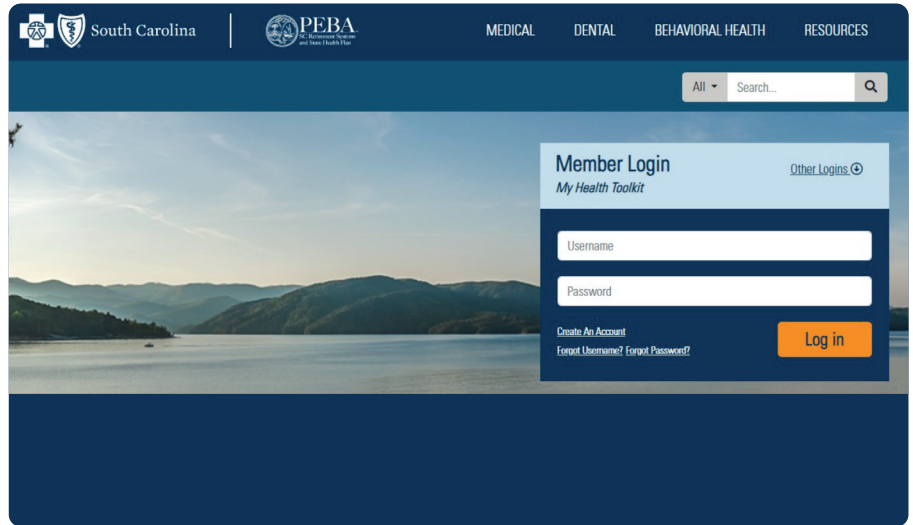 South Carolina
PEBA
SC Retirement Systems
and State Health Plan
MEDICAL DENTAL BEHAVIORAL HEALTH RESOURCES
All Search...
Member Login
Other Logins
My Health Toolkit
Username
Password
Create An Account
Forgot Username? Forgot Password?
Log in